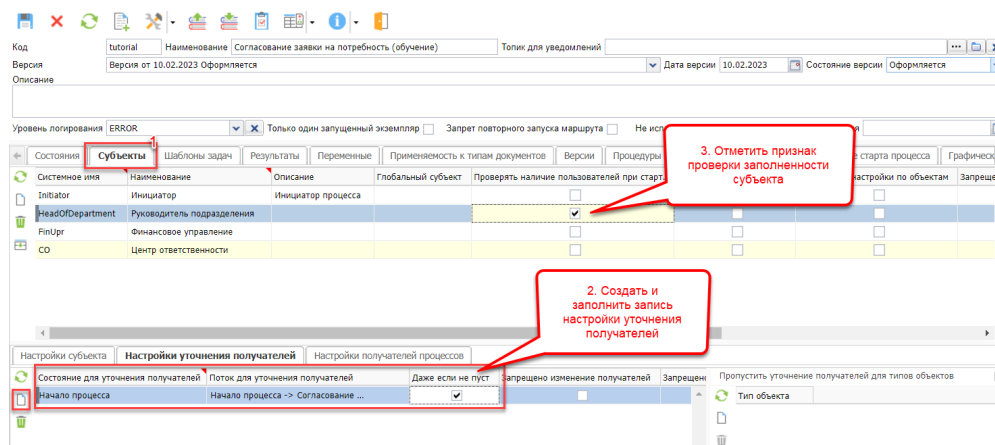 Код tutorial Наименование Согласование заявки на потребность (обучение) Топик для уведомлений
Версия Версия от 10.02.2023 Оформляется Дата версии 10.02.2023 Состояние версии Оформляется
Описание
Уровень логирования ERROR Только один запущенный экземпляр Запрет повторного запуска маршрута Не исп
1
3. Отметить признак
проверки заполненности
субъекта
Состояния Субъекты Шаблоны задач Результаты Переменные Применяемость к типам документов Версии Процедуры е старта процесса Графическ
Системное имя Наименование Описание Глобальный субъект Проверять наличие пользователей при старт. настройки по объектам Запреще
Initiator Инициатор Инициатор процесса
HeadOfDepartment Руководитель подразделения
FinUpr Финансовое управление
CO Центр ответственности
2. Создать и
заполнить запись
настройки уточнения
получателей
Настройки субъекта Настройки уточнения получателей Настройки получателей процессов
Состояние для уточнения получателей Поток для уточнения получателей Даже если не пуст Запрещено изменение получателей Запрещено Пропустить уточнение получателей для типов объектов
Начало процесса Начало процесса -> Согласование ... Тип объекта